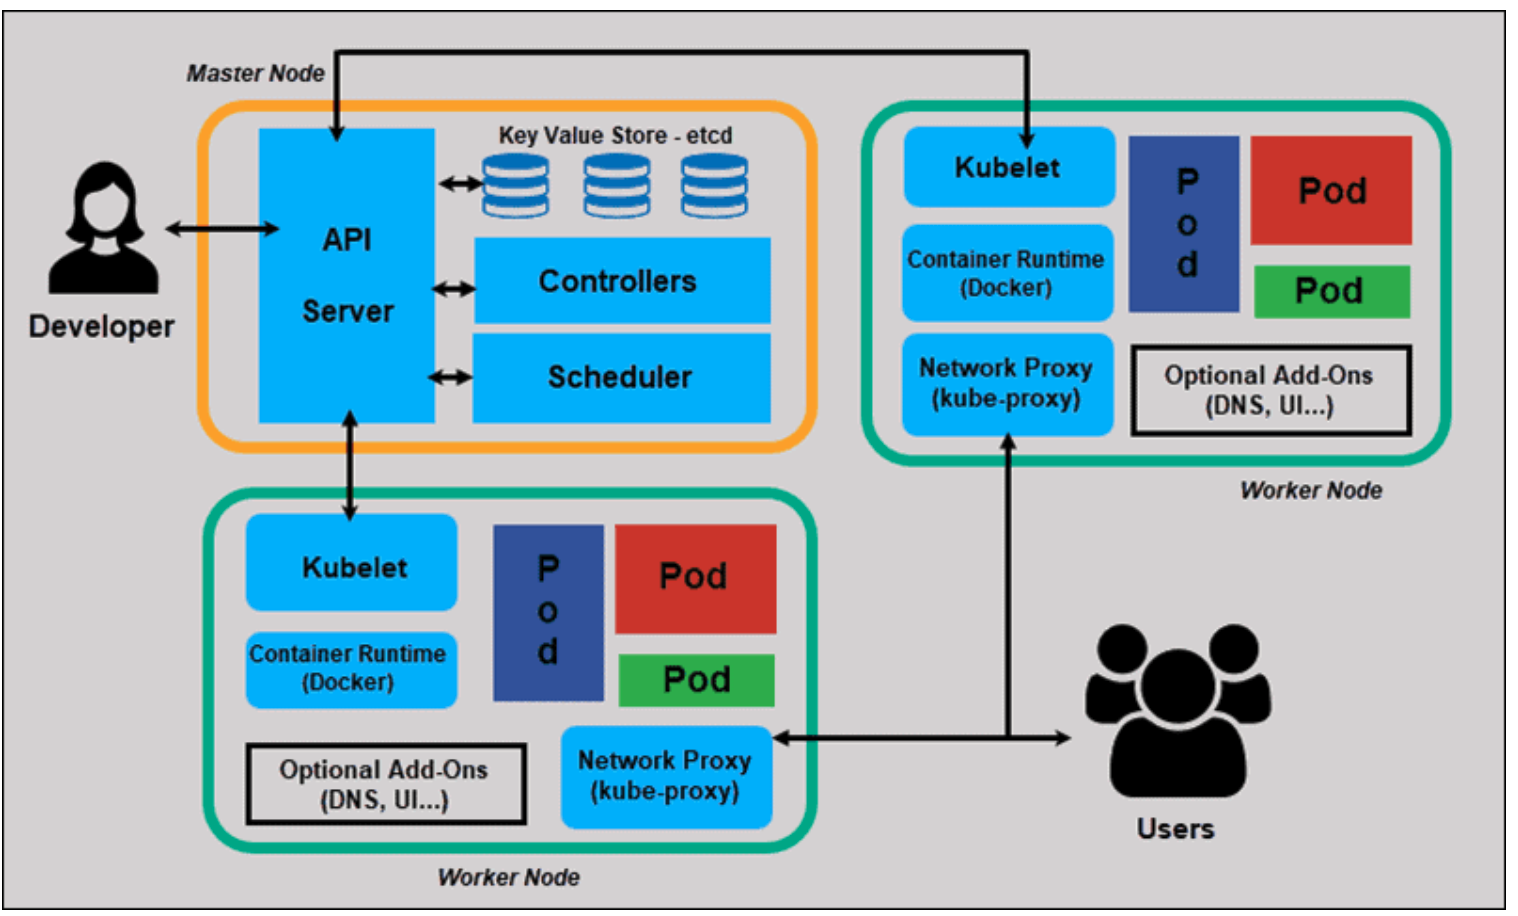 Master Node
Key Value Store - etcd
API
Server
Controllers
Scheduler
Developer
Kubelet
Container Runtime
(Docker)
Network Proxy
(kube-proxy)
P
o
d
Pod
Pod
Optional Add-Ons
(DNS, UI...)
Worker Node
Kubelet
Container Runtime
(Docker)
P
o
d
Pod
Pod
Optional Add-Ons
(DNS, UI...)
Network Proxy
(kube-proxy)
Worker Node
Users